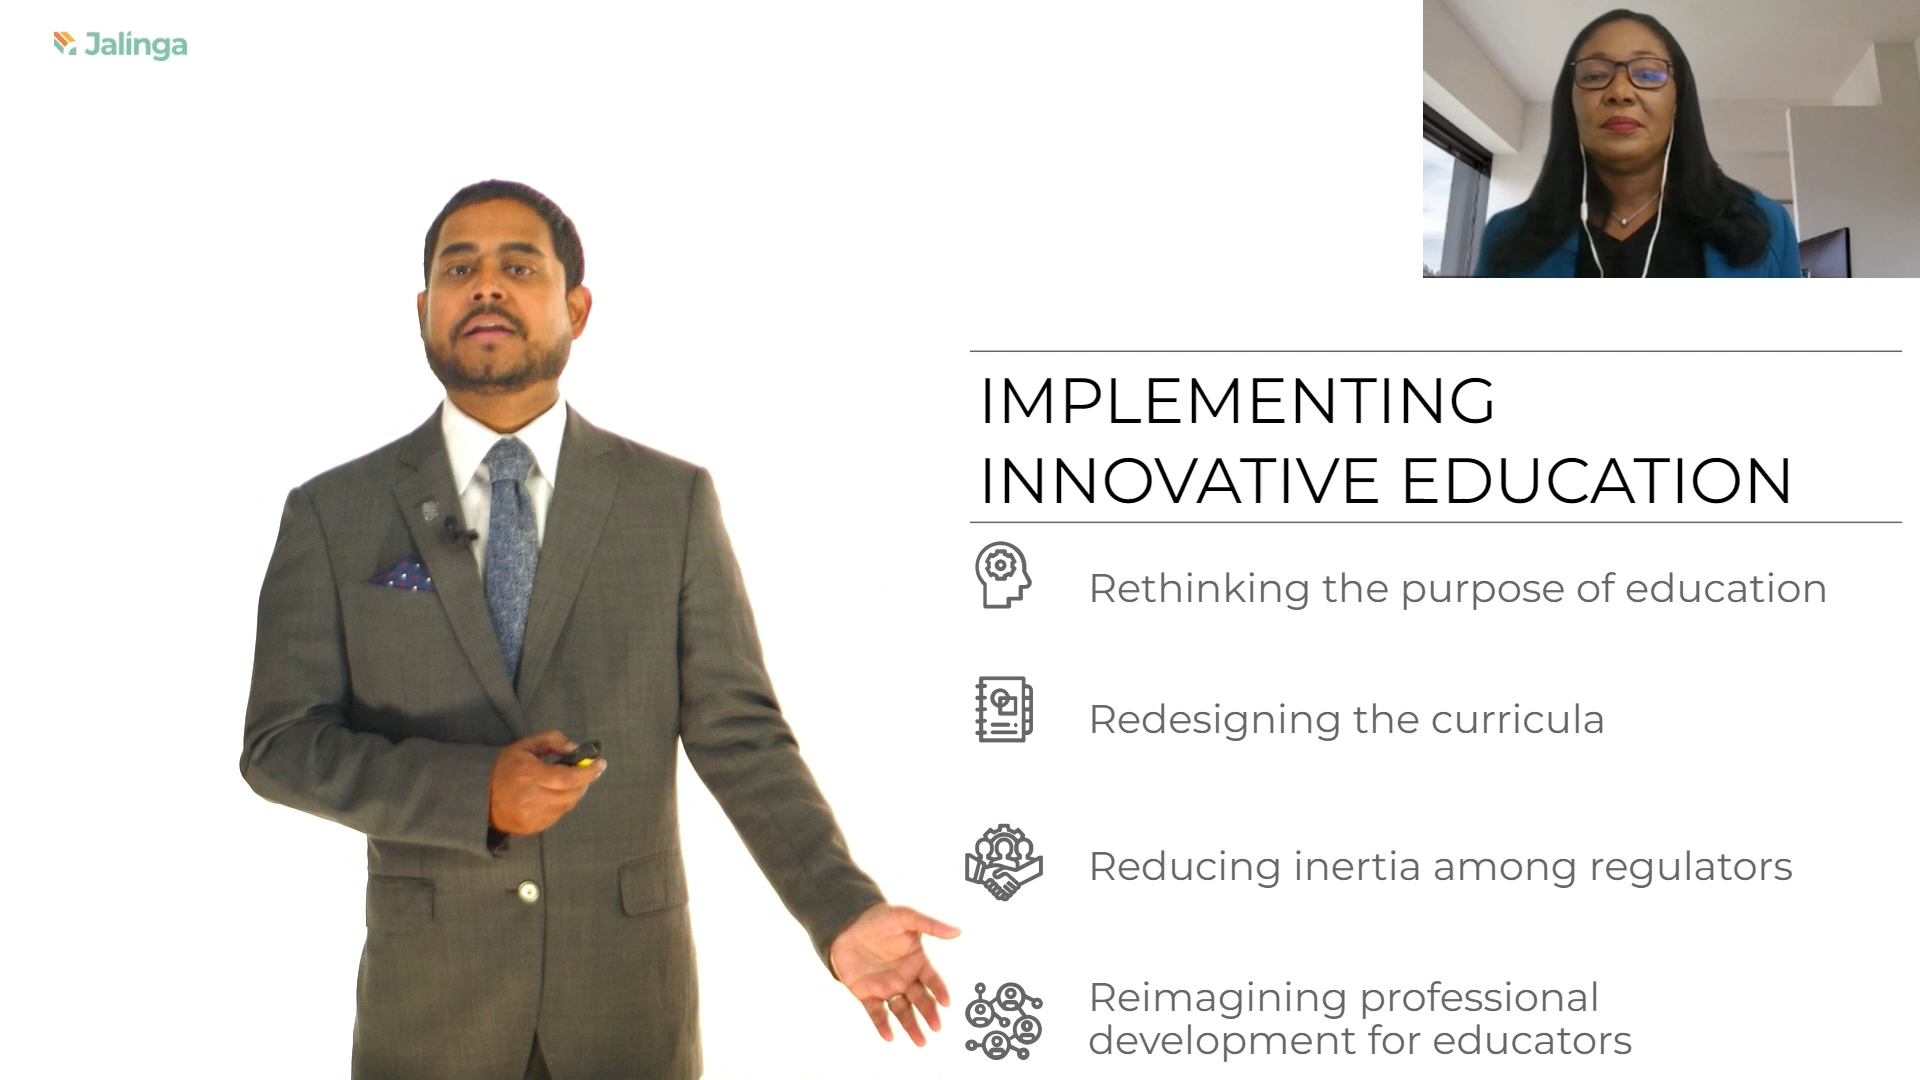 Jalinga
IMPLEMENTING
INNOVATIVE EDUCATION
Rethinking the purpose of education
Redesigning the curricula
Reducing inertia among regulators
Reimagining professional
development for educators